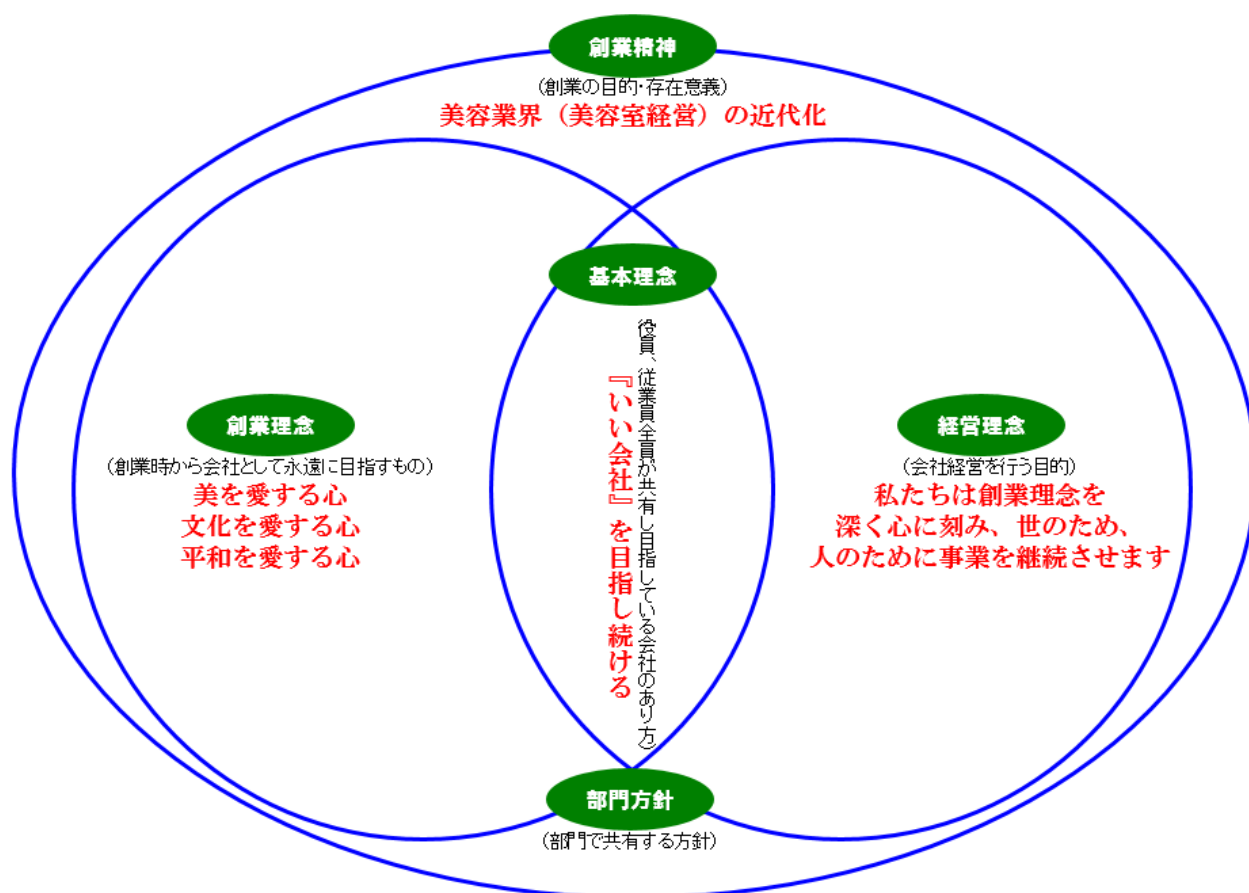 創業精神
(創業の目的・存在意義)
美容業界（美容室経営）の近代化
基本理念
役員、従業員全員が共有し目指している会社のあり方)
『いい会社』を目指し続ける
創業理念
(創業時から会社として永遠に目指すもの)
美を愛する心
文化を愛する心
平和を愛する心
経営理念
(会社経営を行う目的)
私たちは創業理念を
深く心に刻み、世のため、
人のために事業を継続させます
部門方針
(部門で共有する方針)